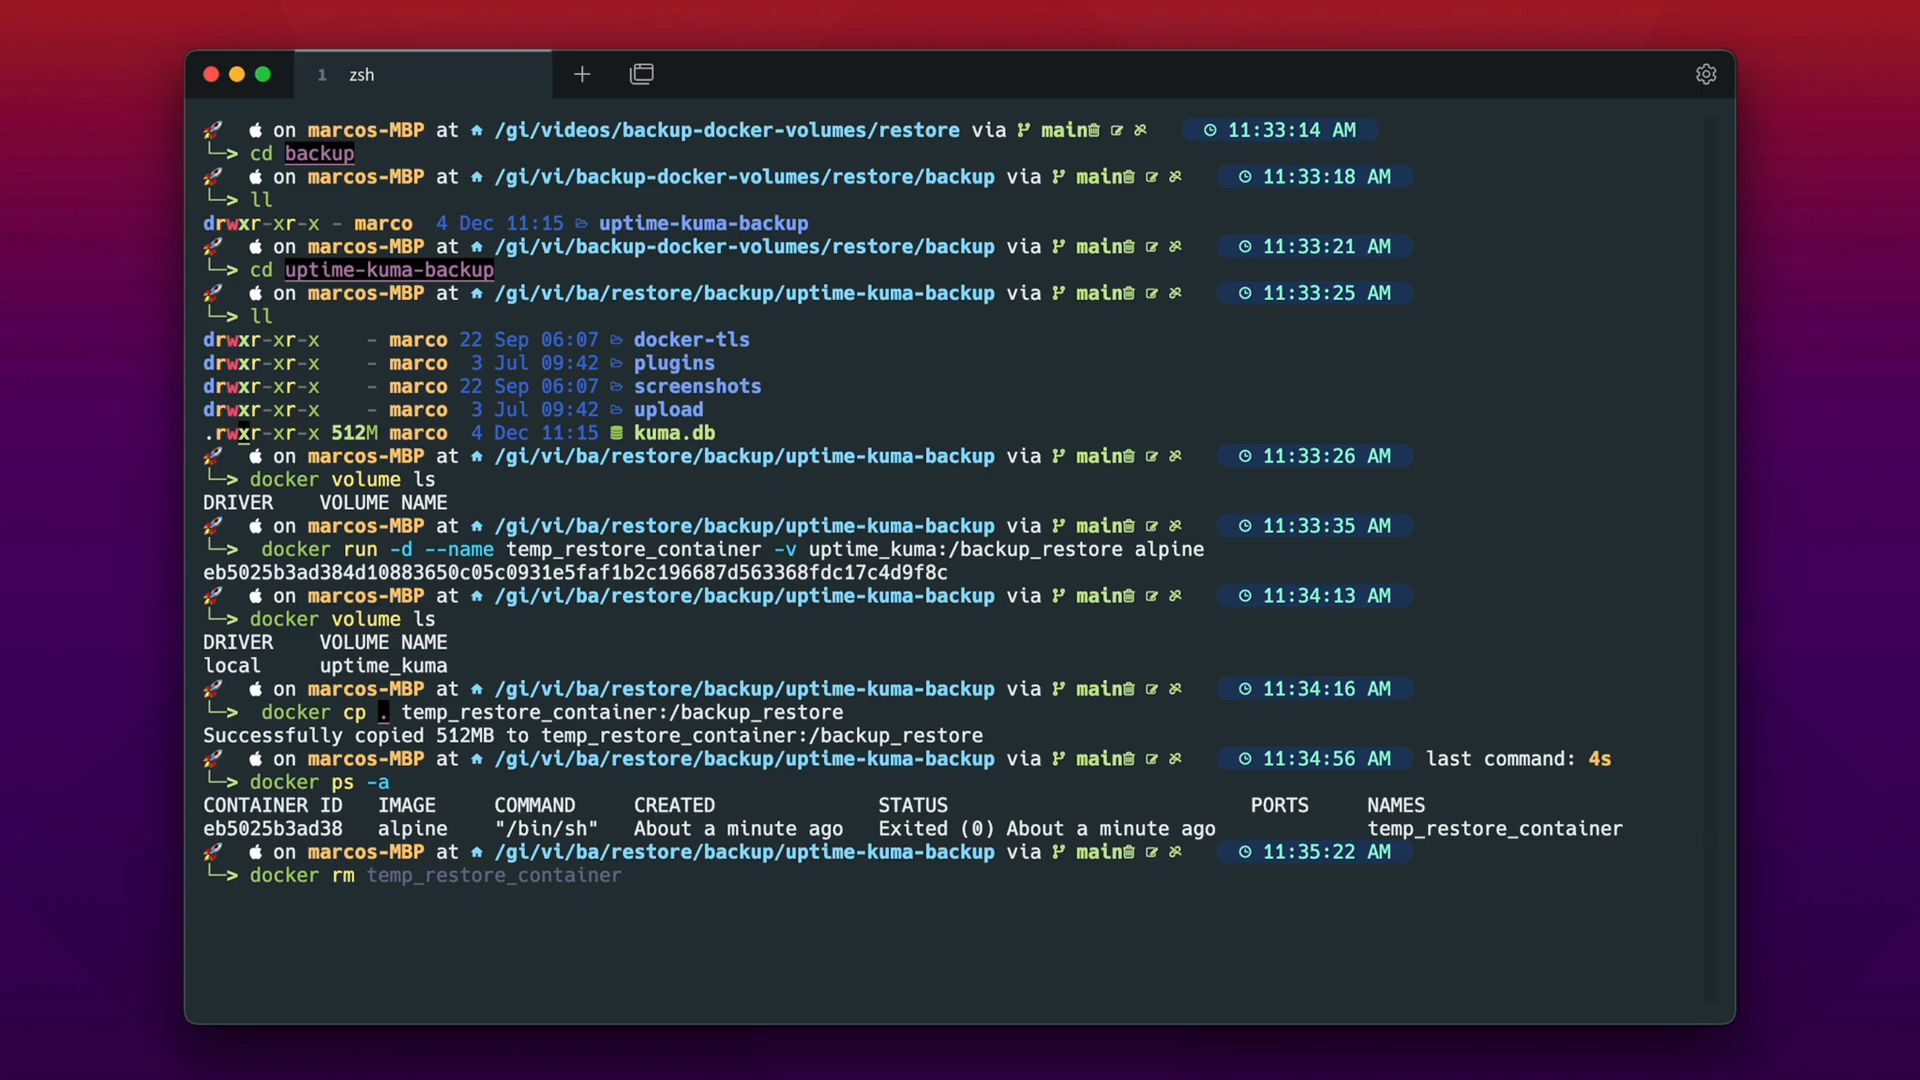 1 zsh
on marcos-MBP at /gi/videos/backup-docker-volumes/restore via main 11:33:14 AM
└─> cd backup
on marcos-MBP at /gi/vi/backup-docker-volumes/restore/backup via main 11:33:18 AM
└─> ll
drwxr-xr-x - marco 4 Dec 11:15 uptime-kuma-backup
on marcos-MBP at /gi/vi/backup-docker-volumes/restore/backup via main 11:33:21 AM
└─> cd uptime-kuma-backup
on marcos-MBP at /gi/vi/ba/restore/backup/uptime-kuma-backup via main 11:33:25 AM
└─> ll
drwxr-xr-x - marco 22 Sep 06:07 docker-tls
drwxr-xr-x - marco 3 Jul 09:42 plugins
drwxr-xr-x - marco 22 Sep 06:07 screenshots
drwxr-xr-x - marco 3 Jul 09:42 upload
.rwxr-xr-x 512M marco 4 Dec 11:15 kuma.db
on marcos-MBP at /gi/vi/ba/restore/backup/uptime-kuma-backup via main 11:33:26 AM
└─> docker volume ls
DRIVER VOLUME NAME
on marcos-MBP at /gi/vi/ba/restore/backup/uptime-kuma-backup via main 11:33:35 AM
└─> docker run -d --name temp_restore_container -v uptime_kuma:/backup_restore alpine
eb5025b3ad384d10883650c05c0931e5faf1b2c196687d563368fdc17c4d9f8c
on marcos-MBP at /gi/vi/ba/restore/backup/uptime-kuma-backup via main 11:34:13 AM
└─> docker volume ls
DRIVER VOLUME NAME
local uptime_kuma
on marcos-MBP at /gi/vi/ba/restore/backup/uptime-kuma-backup via main 11:34:16 AM
└─> docker cp . temp_restore_container:/backup_restore
Successfully copied 512MB to temp_restore_container:/backup_restore
on marcos-MBP at /gi/vi/ba/restore/backup/uptime-kuma-backup via main 11:34:56 AM last command: 4s
└─> docker ps -a
CONTAINER ID IMAGE COMMAND CREATED STATUS PORTS NAMES
eb5025b3ad38 alpine "/bin/sh" About a minute ago Exited (0) About a minute ago temp_restore_container
on marcos-MBP at /gi/vi/ba/restore/backup/uptime-kuma-backup via main 11:35:22 AM
└─> docker rm temp_restore_container